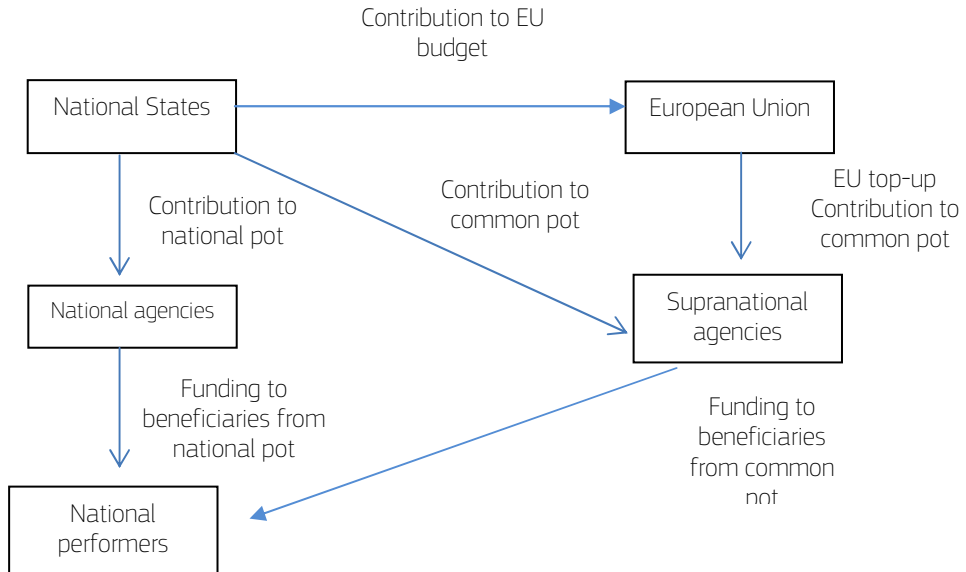 Contribution to EU
budget
National States
European Union
Contribution to
national pot
Contribution to
common pot
EU top-up
Contribution to
common pot
National agencies
Supranational
agencies
Funding to
beneficiaries from
national pot
Funding to
beneficiaries
from common
pot
National
performers